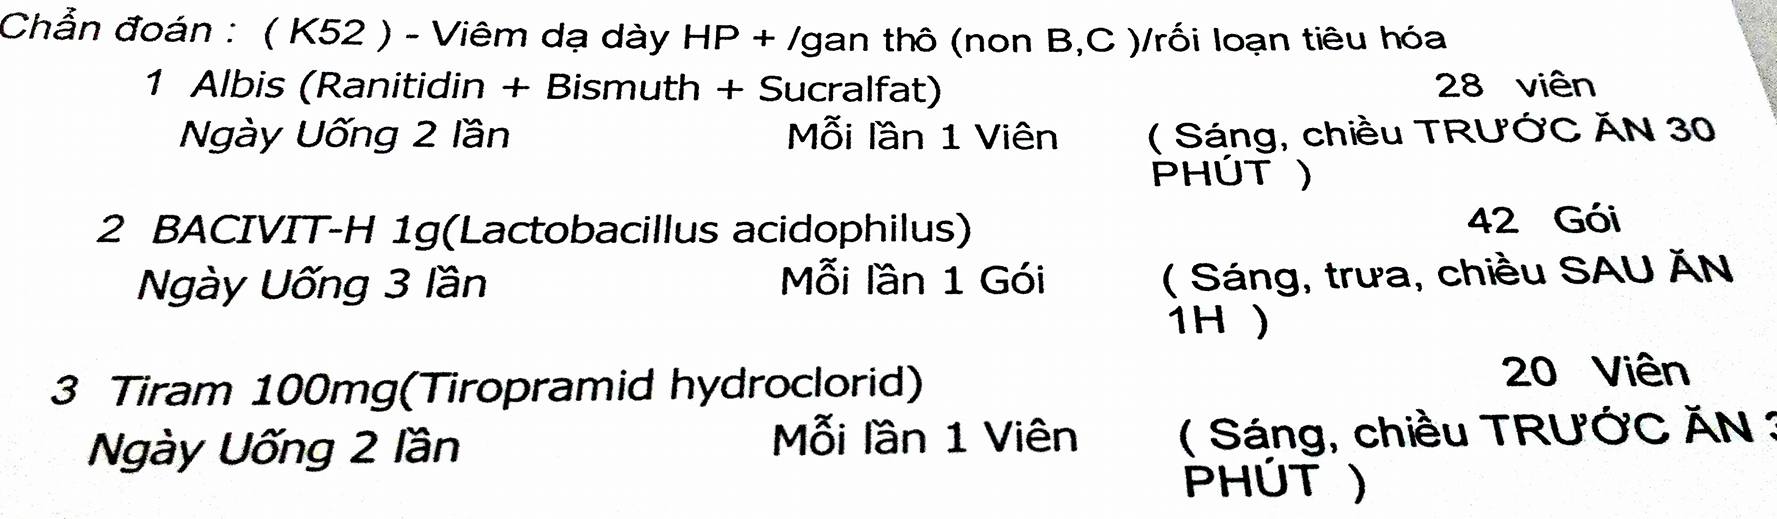 Chẩn đoán : ( K52 ) - Viêm dạ dày HP + /gan thô (non B,C )/rối loạn tiêu hóa
1 Albis (Ranitidin + Bismuth + Sucralfat) 28 viên
Ngày Uống 2 lần Mỗi lần 1 Viên ( Sáng, chiều TRƯỚC ĂN 30
PHÚT )
2 BACIVIT-H 1g(Lactobacillus acidophilus) 42 Gói
Ngày Uống 3 lần Mỗi lần 1 Gói ( Sáng, trưa, chiều SAU ĂN
1H )
3 Tiram 100mg(Tiropramid hydroclorid) 20 Viên
Ngày Uống 2 lần Mỗi lần 1 Viên ( Sáng, chiều TRƯỚC ĂN
PHÚT )